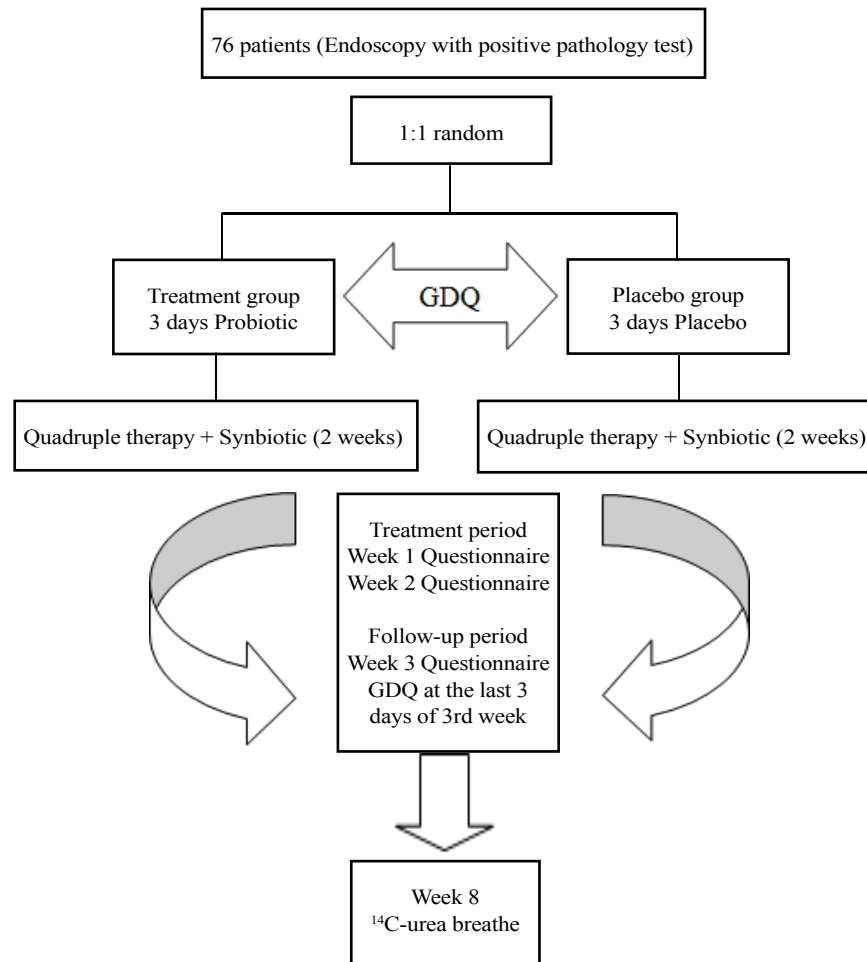 76 patients (Endoscopy with positive pathology test)
1:1 random
Treatment group
3 days Probiotic
GDQ
Placebo group
3 days Placebo
Quadruple therapy + Synbiotic (2 weeks)
Quadruple therapy + Synbiotic (2 weeks)
Treatment period
Week 1 Questionnaire
Week 2 Questionnaire
Follow-up period
Week 3 Questionnaire
GDQ at the last 3
days of 3rd week
Week 8
¹⁴C-urea breathe